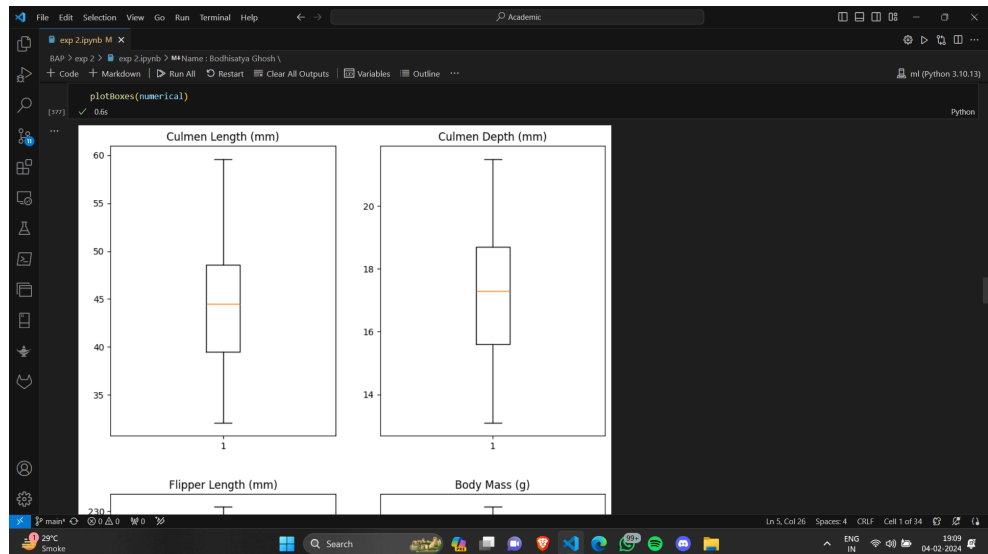 File Edit Selection View Go Run Terminal Help
Academic
exp 2.ipynb M
BAP > exp 2 > exp 2.ipynb > M↓ Name : Bodhisatya Ghosh \
+ Code + Markdown Run All Restart Clear All Outputs Variables Outline ...
ml (Python 3.10.13)
plotBoxes(numerical)
[377] ✓ 0.6s
Python
Culmen Length (mm)
60
55
50
45
40
35
1
Culmen Depth (mm)
20
18
16
14
1
Flipper Length (mm)
230
Body Mass (g)
11
main* 0 0 0
Ln 5, Col 26 Spaces: 4 CRLF Cell 1 of 34
1
29°C
Smoke
Search
99+
ENG
IN
19:09
04-02-2024